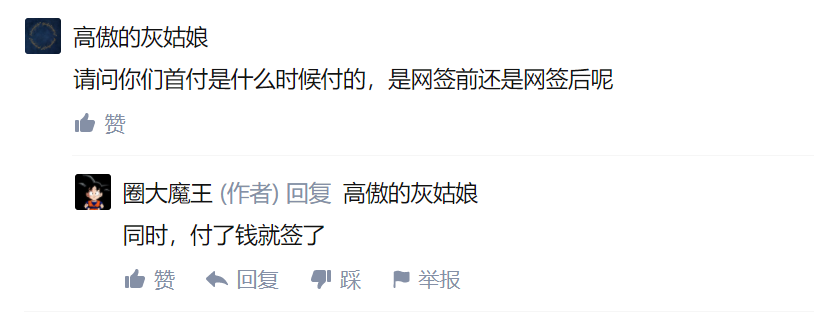 高傲的灰姑娘
请问你们首付是什么时候付的，是网签前还是网签后呢
赞
圈大魔王 (作者) 回复 高傲的灰姑娘
同时，付了钱就签了
赞 回复 踩 举报